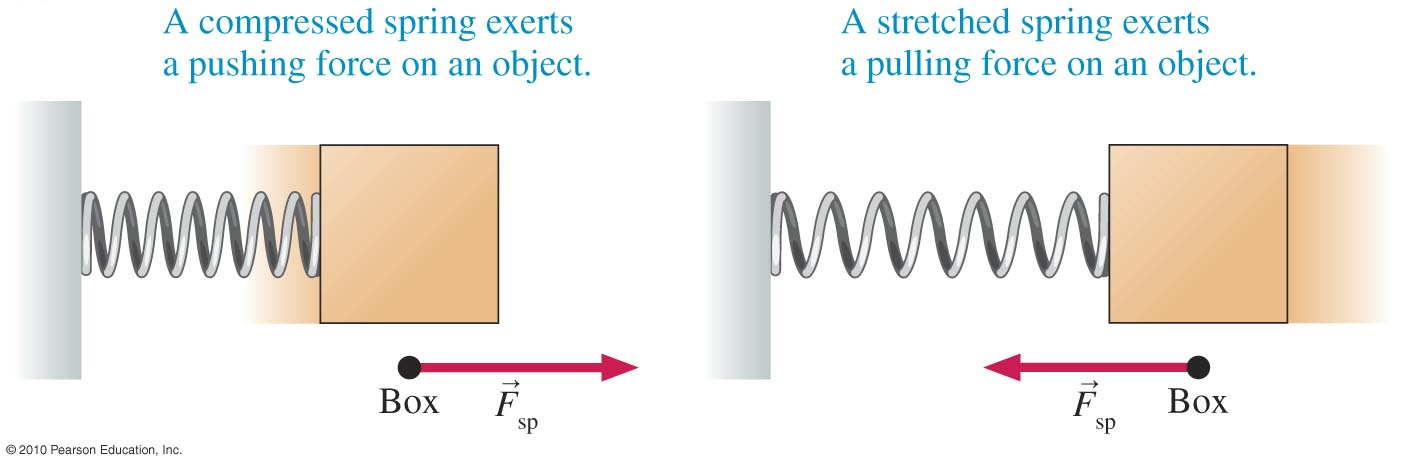 A compressed spring exerts
a pushing force on an object.
A stretched spring exerts
a pulling force on an object.
Box F⃗sp
F⃗sp Box
© 2010 Pearson Education, Inc.